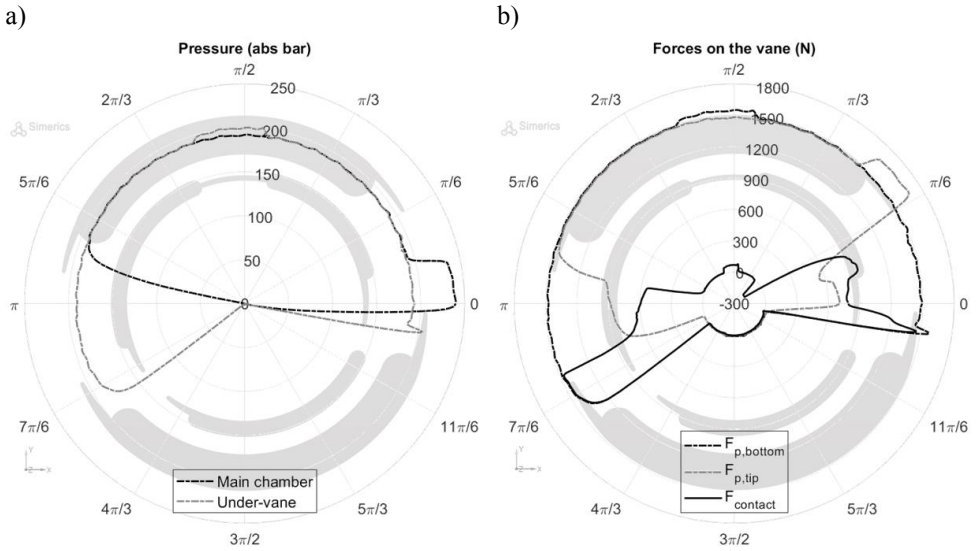 a)
b)
Pressure (abs bar)
π/2
2π/3
π/3
5π/6
π/6
π
0
7π/6
11π/6
4π/3
5π/3
3π/2
250
200
150
100
50
0
Simerics
Y
Z
X
Main chamber
Under-vane
Forces on the vane (N)
π/2
2π/3
π/3
5π/6
π/6
π
0
7π/6
11π/6
4π/3
5π/3
3π/2
1800
1500
1200
900
600
300
0
-300
Simerics
Y
Z
X
F p,bottom
F p,tip
F contact